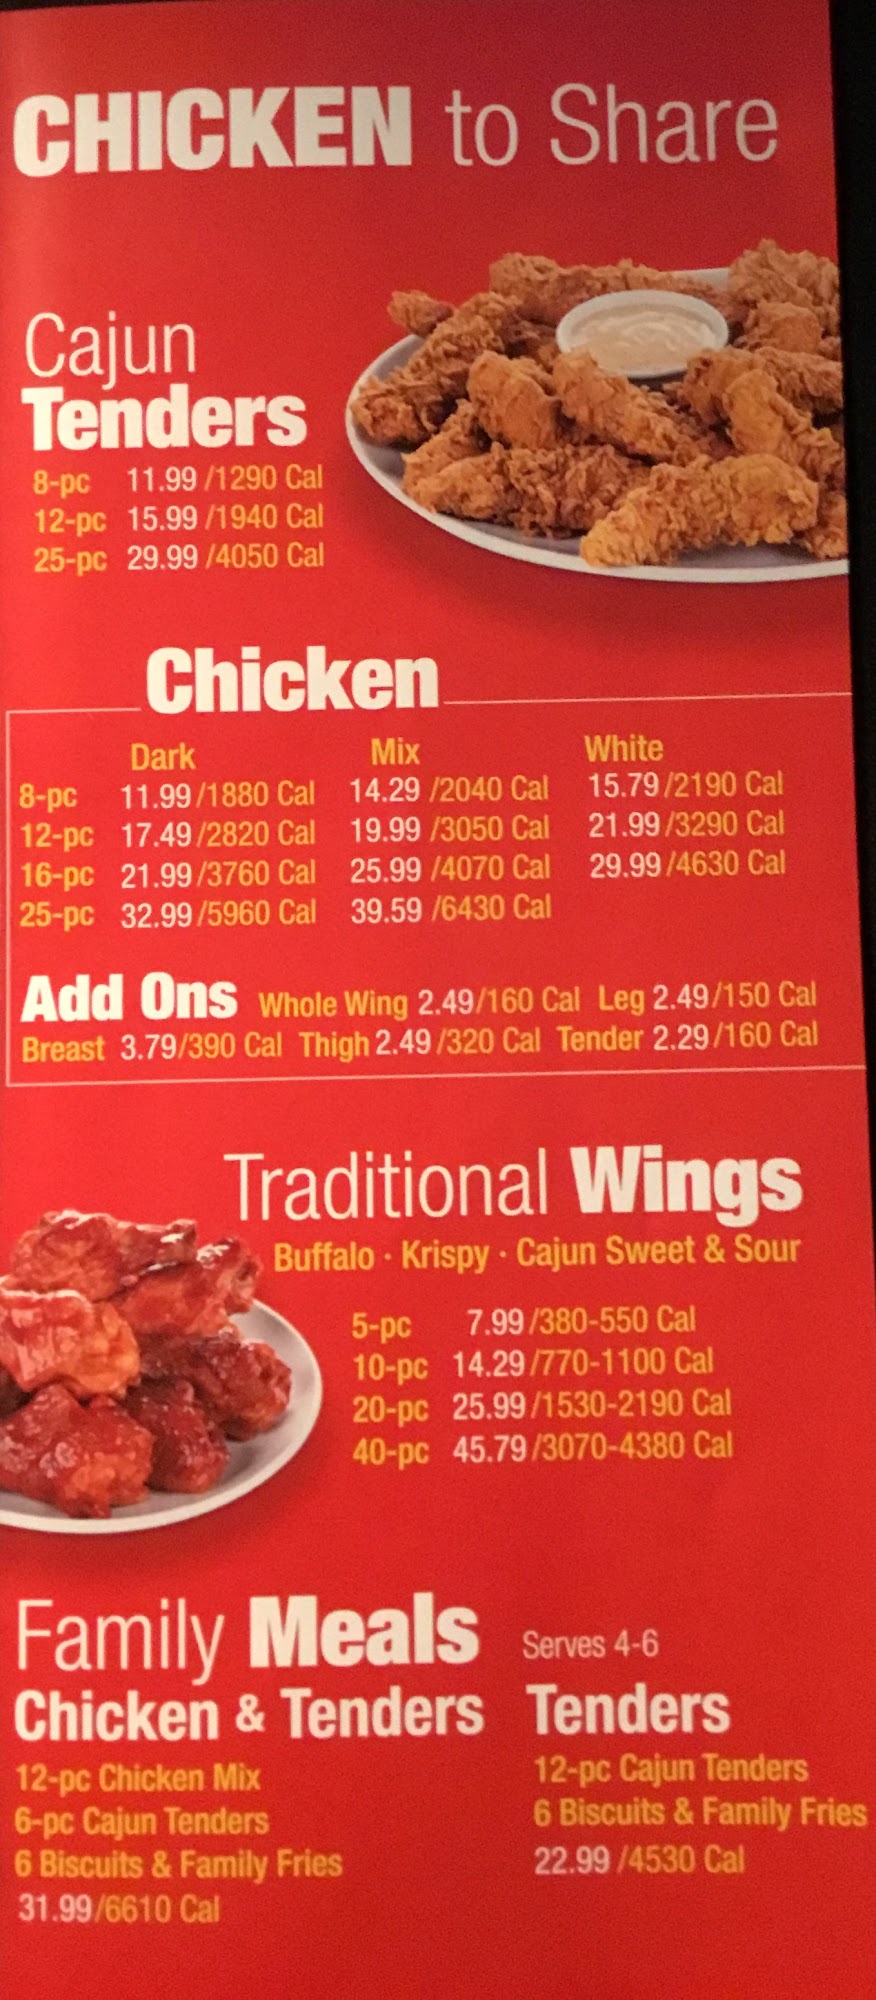 CHICKEN to Share
Cajun
Tenders
8-pc 11.99 /1290 Cal
12-pc 15.99 /1940 Cal
25-pc 29.99 /4050 Cal
Chicken
Dark Mix White
8-pc 11.99/1880 Cal 14.29 /2040 Cal 15.79/2190 Cal
12-pc 17.49/2820 Cal 19.99 /3050 Cal 21.99/3290 Cal
16-pc 21.99/3760 Cal 25.99 /4070 Cal 29.99/4630 Cal
25-pc 32.99/5960 Cal 39.59 /6430 Cal
Add Ons Whole Wing 2.49/160 Cal Leg 2.49/150 Cal
Breast 3.79/390 Cal Thigh 2.49/320 Cal Tender 2.29/160 Cal
Traditional Wings
Buffalo · Krispy · Cajun Sweet & Sour
5-pc 7.99/380-550 Cal
10-pc 14.29/770-1100 Cal
20-pc 25.99/1530-2190 Cal
40-pc 45.79/3070-4380 Cal
Family Meals Serves 4-6
Chicken & Tenders
12-pc Chicken Mix
6-pc Cajun Tenders
6 Biscuits & Family Fries
31.99/6610 Cal
Tenders
12-pc Cajun Tenders
6 Biscuits & Family Fries
22.99 /4530 Cal